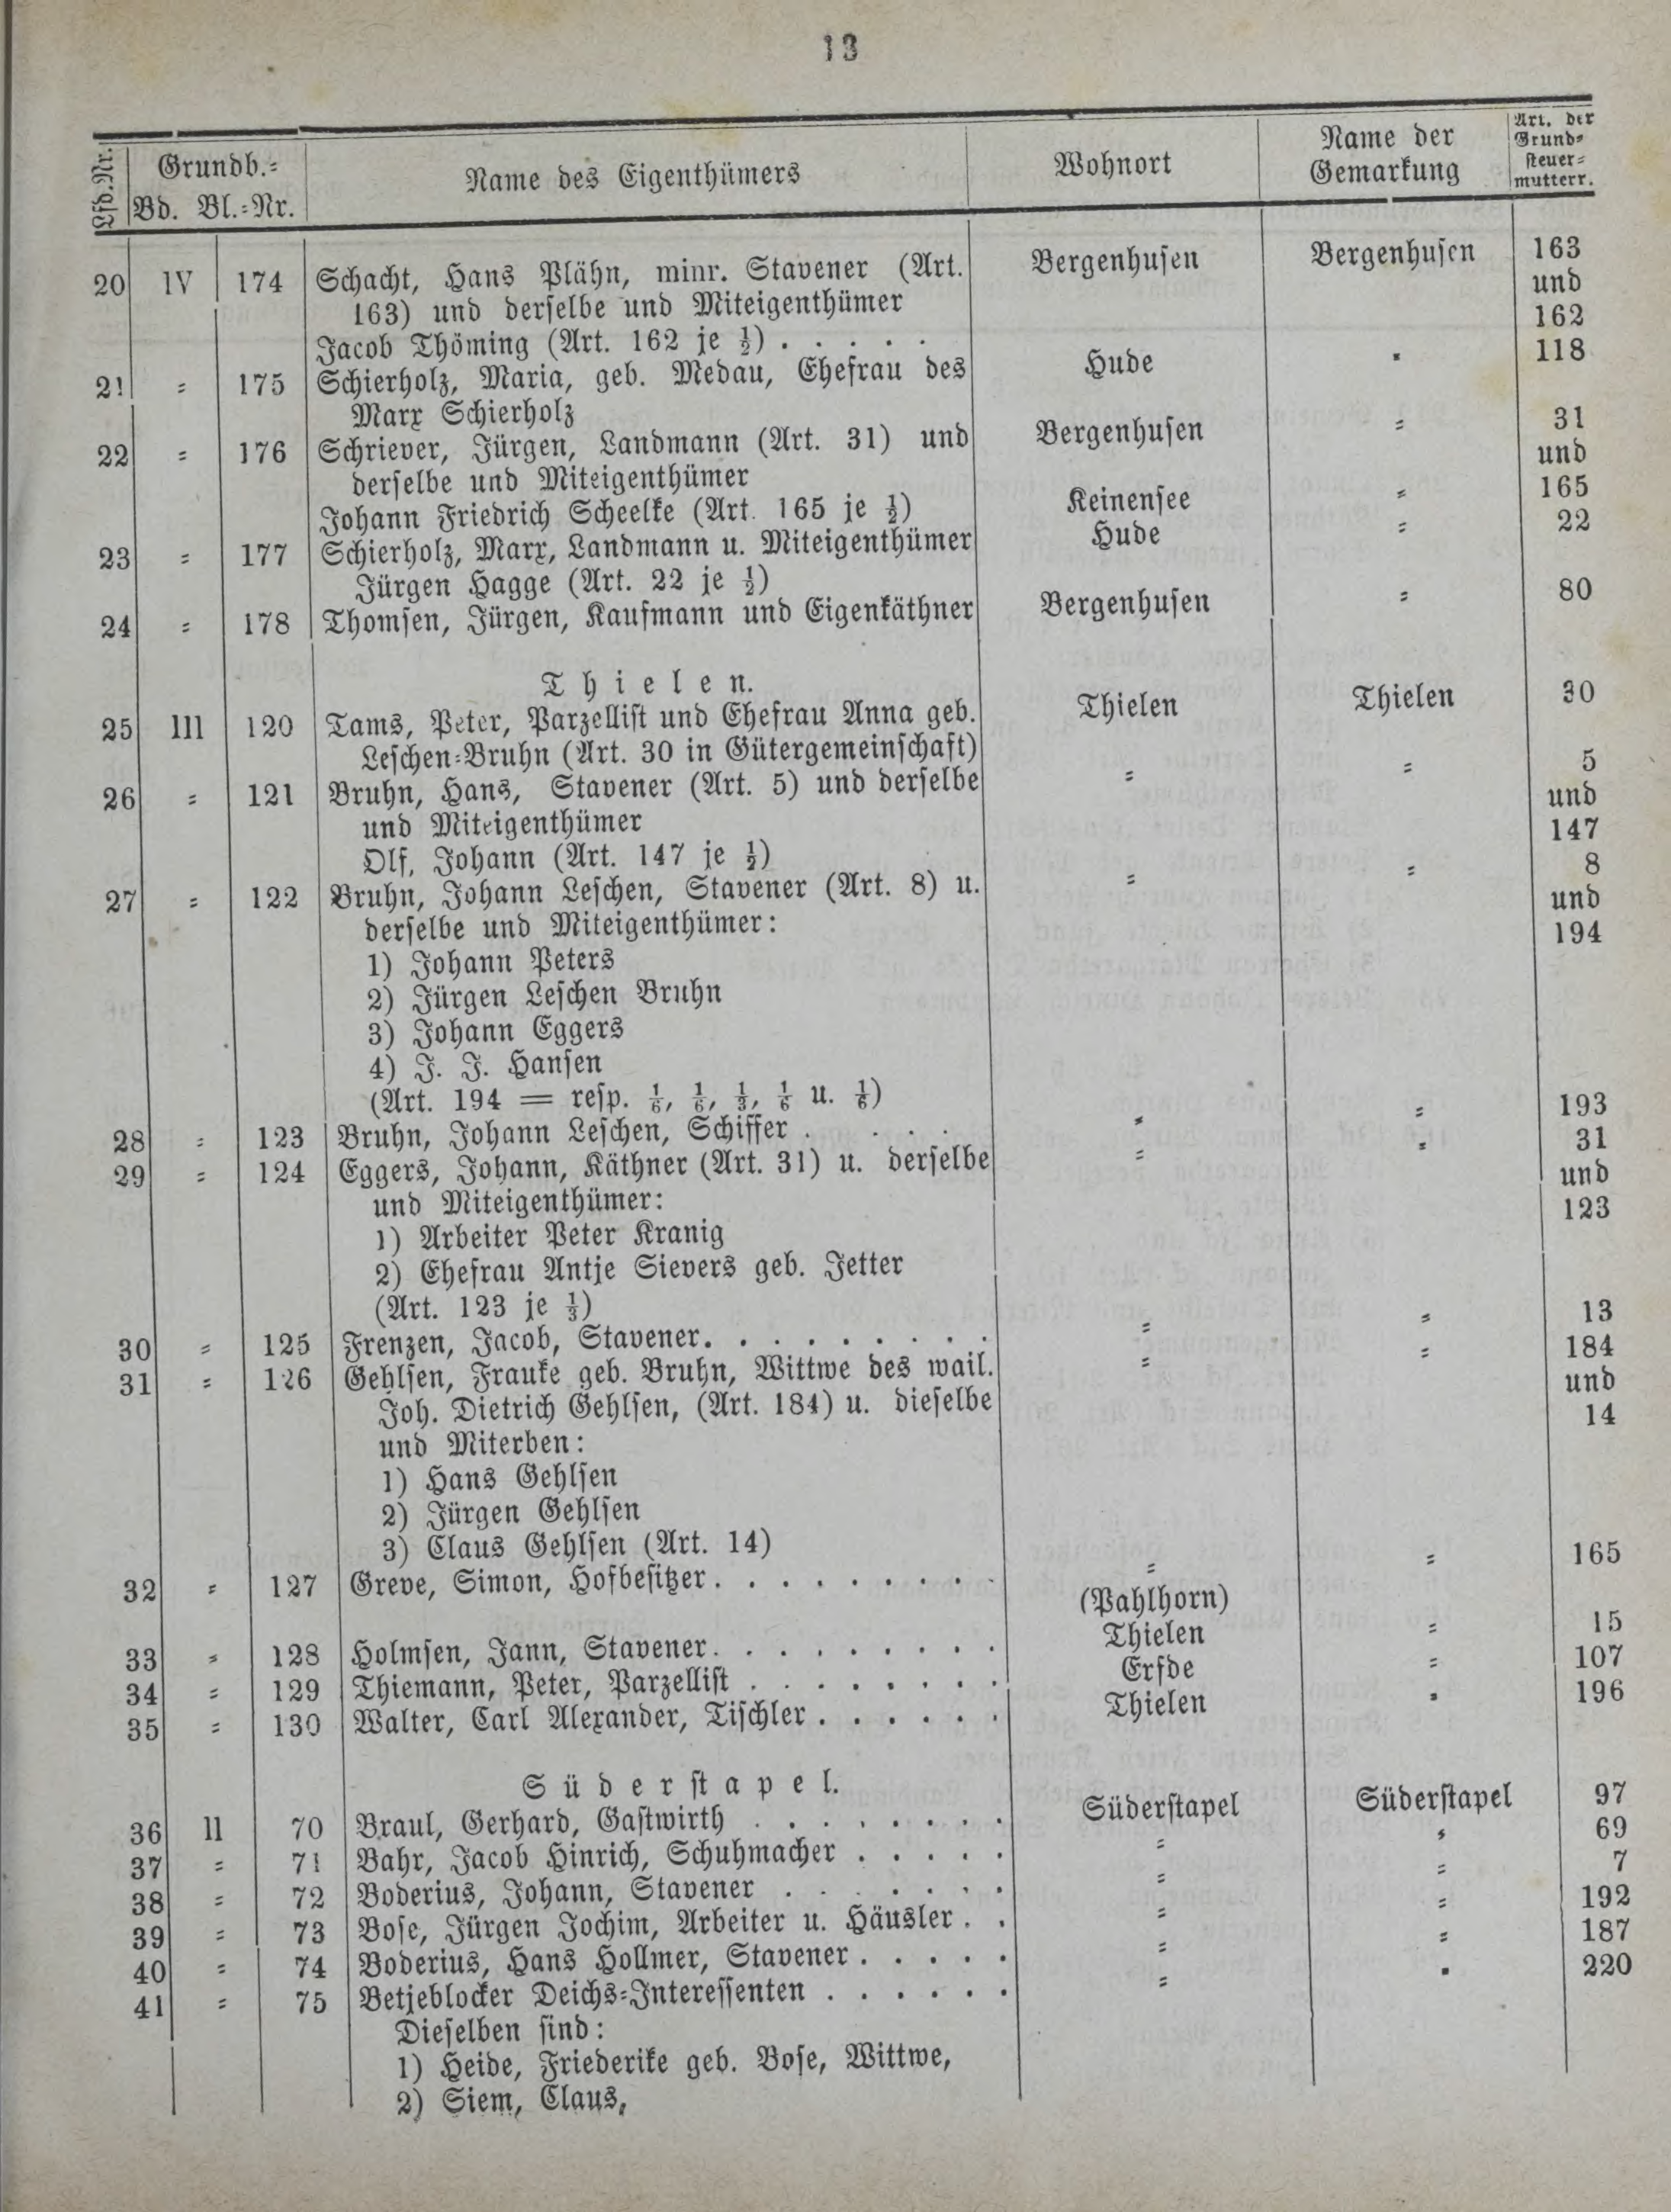 13
Lfd.Nr. Grundb.= Bd. Bl.=Nr. Name des Eigenthümers Wohnort Name der Gemarkung Art. der Grund=steuer=mutterr.
20 IV 174 Schacht, Hans Plähn, minr. Stavener (Art. Bergenhusen Bergenhusen 163
163) und derselbe und Miteigenthümer und
Jacob Thöming (Art. 162 je ½) . . . . . 162
21 = 175 Schierholz, Maria, geb. Medau, Ehefrau des Hude = 118
Marx Schierholz
22 = 176 Schriever, Jürgen, Landmann (Art. 31) und Bergenhusen = 31
derselbe und Miteigenthümer und
Johann Friedrich Scheelke (Art. 165 je ½) Keinensee = 165
23 = 177 Schierholz, Marx, Landmann u. Miteigenthümer Hude = 22
Jürgen Hagge (Art. 22 je ½)
24 = 178 Thomsen, Jürgen, Kaufmann und Eigenkäthner Bergenhusen = 80
Thielen.
25 III 120 Tams, Peter, Parzellist und Ehefrau Anna geb. Thielen Thielen 30
Leschen=Bruhn (Art. 30 in Gütergemeinschaft)
26 = 121 Bruhn, Hans, Stavener (Art. 5) und derselbe = = 5
und Miteigenthümer und
Olf, Johann (Art. 147 je ½) 147
27 = 122 Bruhn, Johann Leschen, Stavener (Art. 8) u. = = 8
derselbe und Miteigenthümer: und
1) Johann Peters 194
2) Jürgen Leschen Bruhn
3) Johann Eggers
4) J. J. Hansen
(Art. 194 = resp. 1/6, 1/6, 1/3, 1/6 u. 1/6)
28 = 123 Bruhn, Johann Leschen, Schiffer . . . . . = = 193
29 = 124 Eggers, Johann, Käthner (Art. 31) u. derselbe = = 31
und Miteigenthümer: und
1) Arbeiter Peter Kranig 123
2) Ehefrau Antje Sievers geb. Jetter
(Art. 123 je ⅓)
30 = 125 Frenzen, Jacob, Stavener. . . . . . . . . = = 13
31 = 126 Gehlsen, Frauke geb. Bruhn, Wittwe des wail. = = 184
Joh. Dietrich Gehlsen, (Art. 184) u. dieselbe und
und Miterben: 14
1) Hans Gehlsen
2) Jürgen Gehlsen
3) Claus Gehlsen (Art. 14)
32 = 127 Greve, Simon, Hofbesitzer. . . . . . . . . = = 165
(Pahlhorn)
33 = 128 Holmsen, Jann, Stavener. . . . . . . . . Thielen = 15
34 = 129 Thiemann, Peter, Parzellist . . . . . . . . Erfde = 107
35 = 130 Walter, Carl Alexander, Tischler . . . . . . Thielen = 196
Süderstapel.
36 II 70 Braul, Gerhard, Gastwirth . . . . . . . . Süderstapel Süderstapel 97
37 = 71 Bahr, Jacob Hinrich, Schuhmacher . . . . . = = 69
38 = 72 Boderius, Johann, Stavener . . . . . . . = = 7
39 = 73 Bose, Jürgen Jochim, Arbeiter u. Häusler . . = = 192
40 = 74 Boderius, Hans Hollmer, Stavener . . . . . = = 187
41 = 75 Betjeblocker Deichs=Interessenten . . . . . . = = 220
Dieselben sind:
1) Heide, Friederike geb. Bose, Wittwe,
2) Siem, Claus,